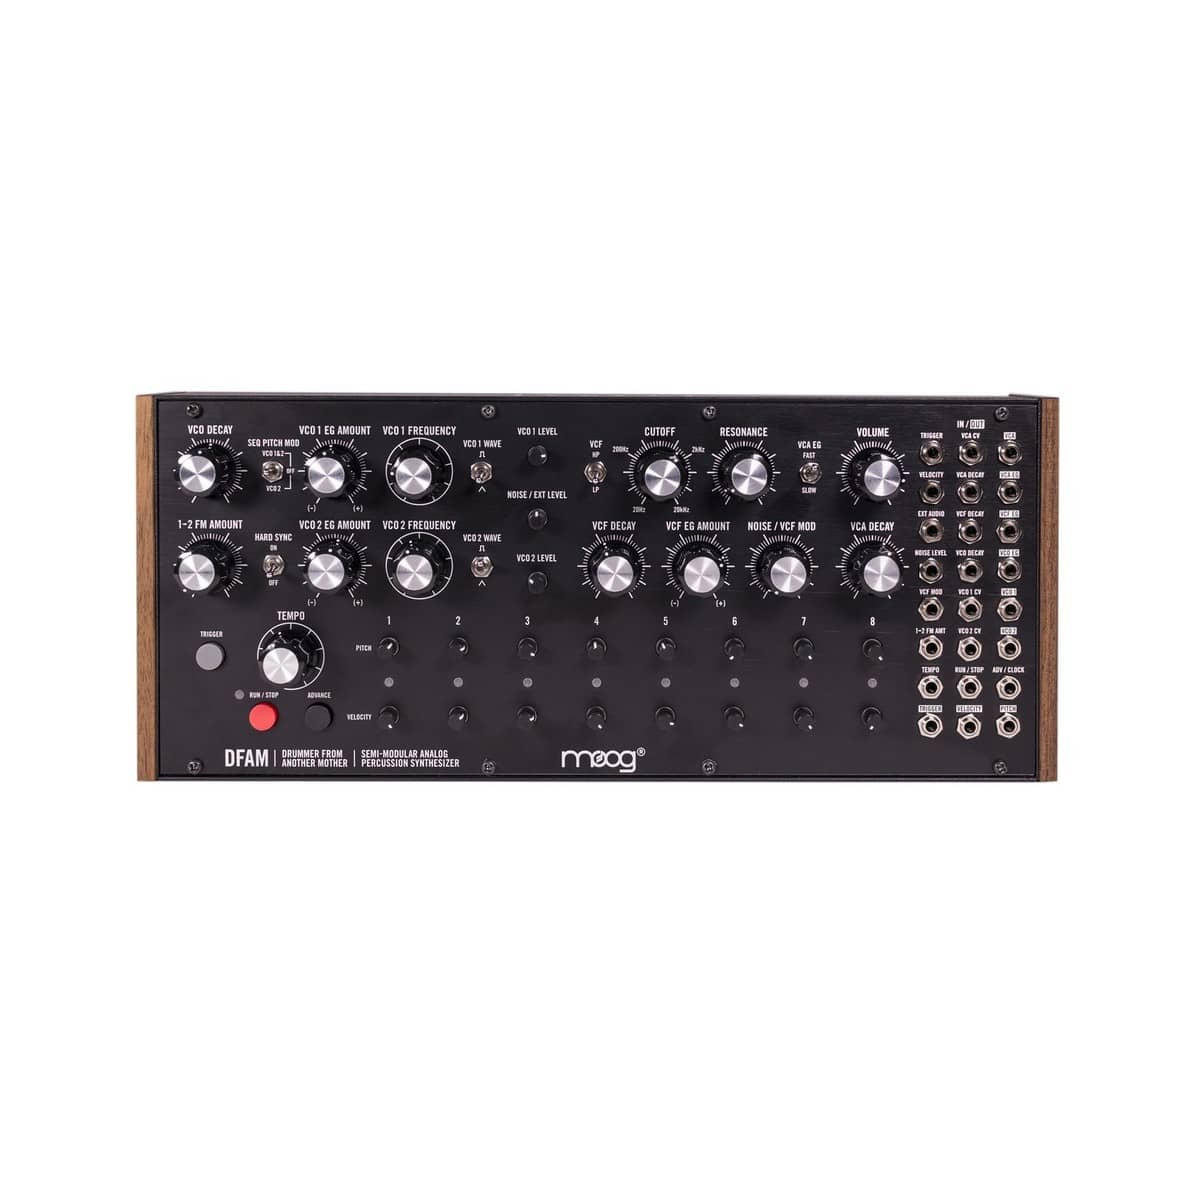 VCO DECAY
SEQ PITCH MOD
VCO 1&2
OFF
VCO 2
VCO 1 EG AMOUNT
(-) (+)
VCO 1 FREQUENCY
VCO 1 WAVE
VCO 1 LEVEL
VCF
HP
LP
CUTOFF
200Hz 2kHz
20Hz 20kHz
RESONANCE
VCA EG
FAST
SLOW
VOLUME
1-2 FM AMOUNT
HARD SYNC
ON
OFF
VCO 2 EG AMOUNT
(-) (+)
VCO 2 FREQUENCY
VCO 2 WAVE
NOISE / EXT LEVEL
VCO 2 LEVEL
VCF DECAY
VCF EG AMOUNT
(-) (+)
NOISE / VCF MOD
VCA DECAY
TRIGGER
TEMPO
RUN / STOP
ADVANCE
1 2 3 4 5 6 7 8
PITCH
VELOCITY
IN / OUT
TRIGGER VCA CV VCA
VELOCITY VCA DECAY VCA EG
EXT AUDIO VCF DECAY VCF EG
NOISE LEVEL VCO DECAY VCO EG
VCF MOD VCO 1 CV VCO 1
1-2 FM AMT VCO 2 CV VCO 2
TEMPO RUN / STOP ADV / CLOCK
TRIGGER VELOCITY PITCH
DFAM
DRUMMER FROM
ANOTHER MOTHER
SEMI-MODULAR ANALOG
PERCUSSION SYNTHESIZER
moog®